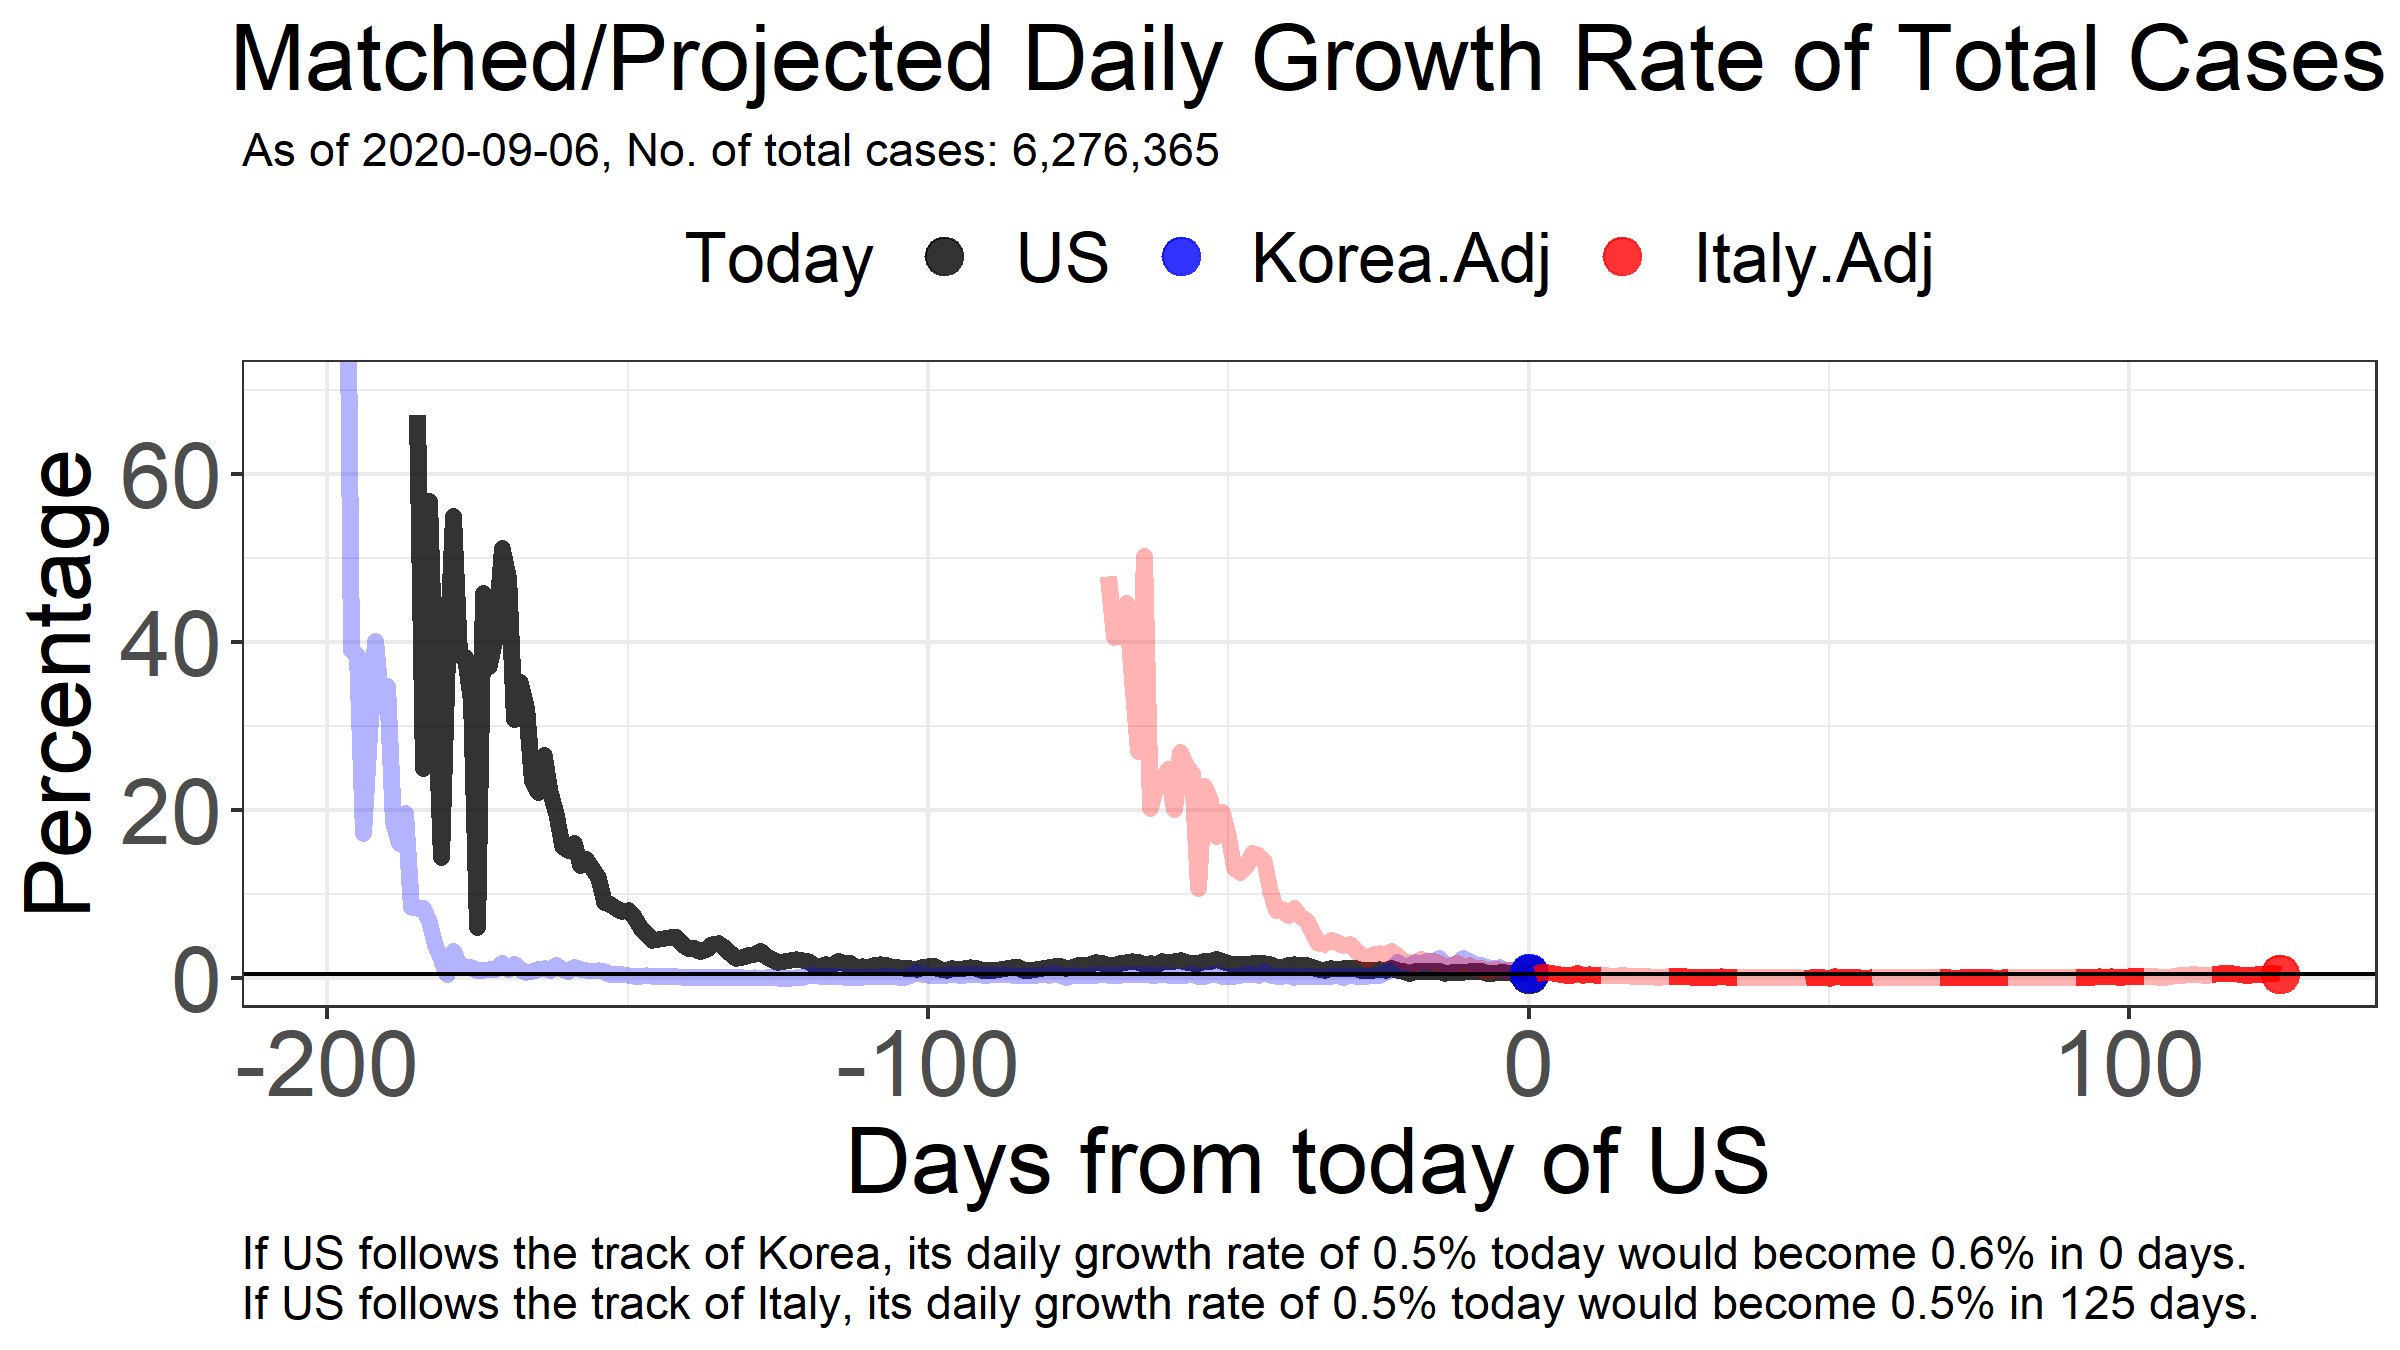 Matched/Projected Daily Growth Rate of Total Cases
As of 2020-09-06, No. of total cases: 6,276,365
Today US Korea.Adj Italy.Adj
Percentage
60
40
20
0
-200 -100 0 100
Days from today of US
If US follows the track of Korea, its daily growth rate of 0.5% today would become 0.6% in 0 days.
If US follows the track of Italy, its daily growth rate of 0.5% today would become 0.5% in 125 days.